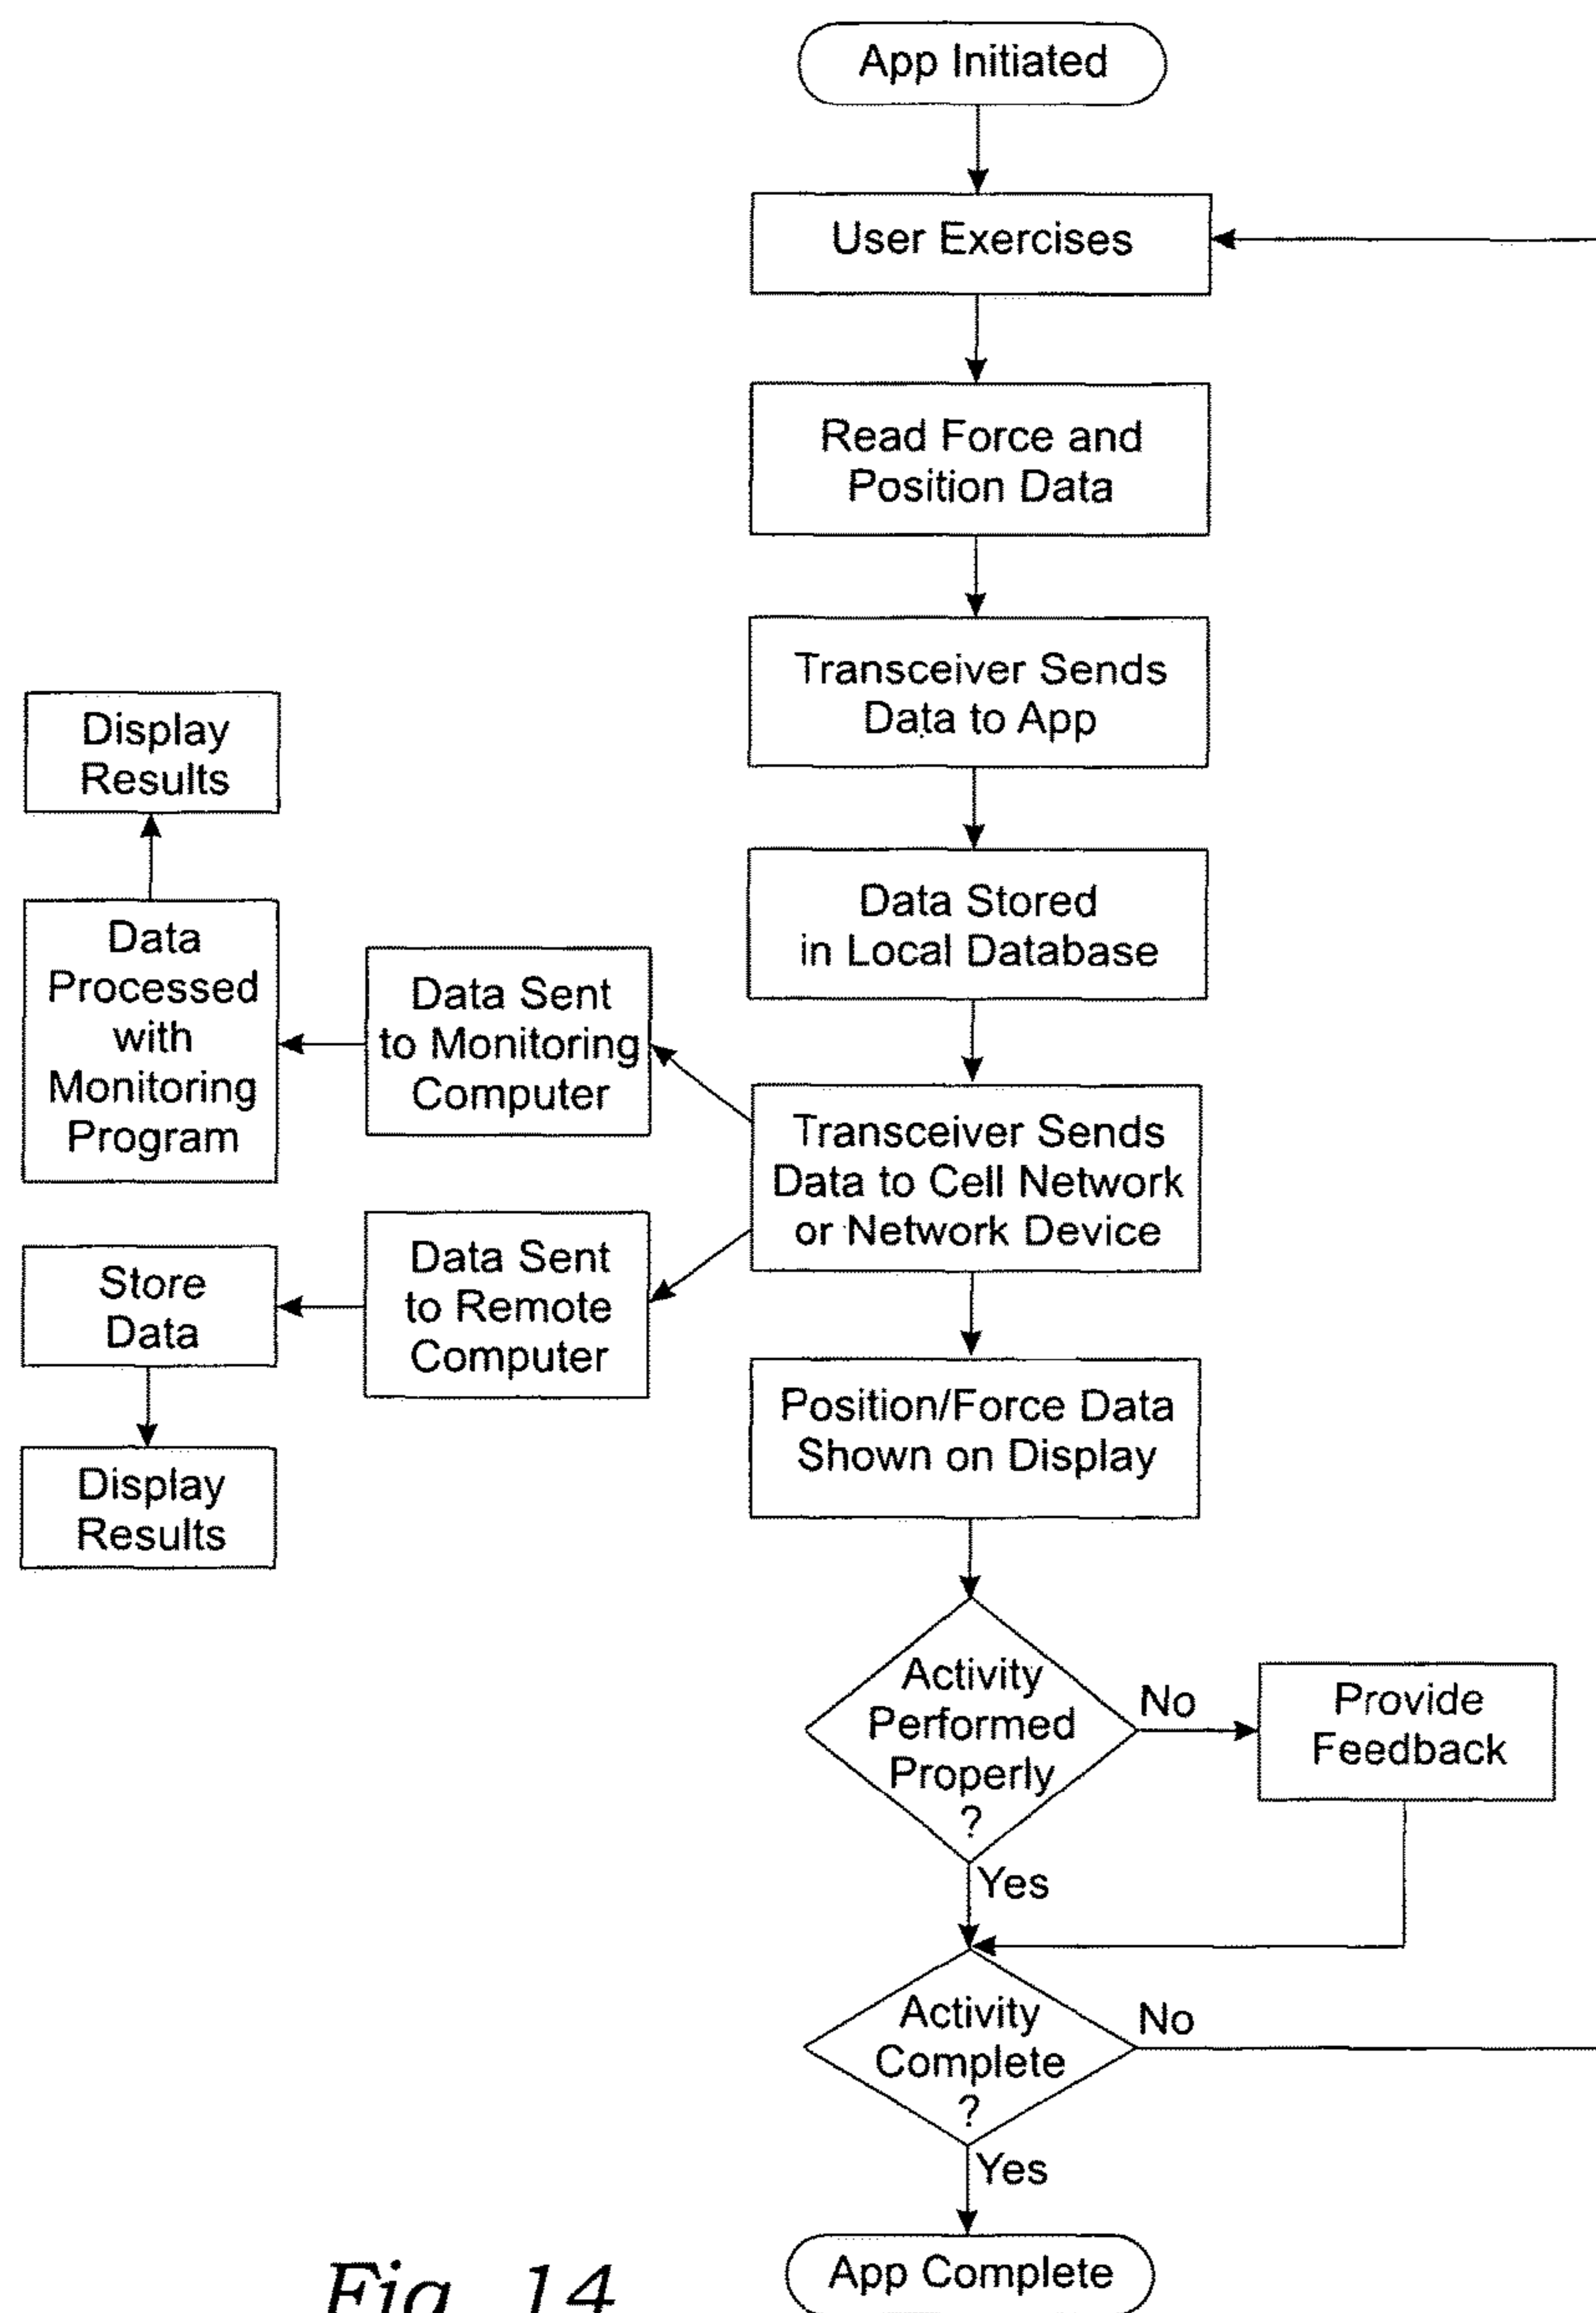 App Initiated
User Exercises
Read Force and
Position Data
Transceiver Sends
Data to App
Data Stored
in Local Database
Transceiver Sends
Data to Cell Network
or Network Device
Data Sent
to Monitoring
Computer
Data
Processed
with
Monitoring
Program
Display
Results
Data Sent
to Remote
Computer
Store
Data
Display
Results
Position/Force Data
Shown on Display
Activity
Performed
Properly
?
No
Provide
Feedback
Yes
Activity
Complete
?
No
Yes
App Complete
Fig. 14